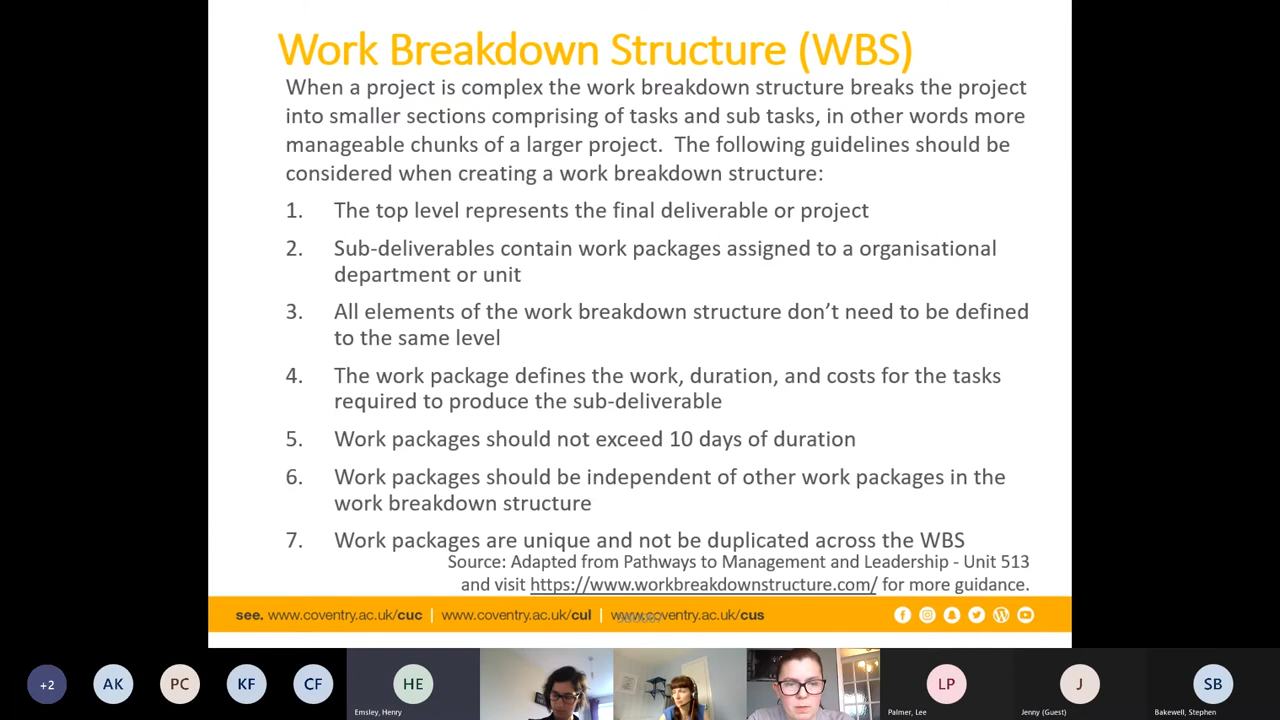 Work Breakdown Structure (WBS)
When a project is complex the work breakdown structure breaks the project
into smaller sections comprising of tasks and sub tasks, in other words more
manageable chunks of a larger project.  The following guidelines should be
considered when creating a work breakdown structure:
1. The top level represents the final deliverable or project
2. Sub-deliverables contain work packages assigned to a organisational
department or unit
3. All elements of the work breakdown structure don’t need to be defined
to the same level
4. The work package defines the work, duration, and costs for the tasks
required to produce the sub-deliverable
5. Work packages should not exceed 10 days of duration
6. Work packages should be independent of other work packages in the
work breakdown structure
7. Work packages are unique and not be duplicated across the WBS
Source: Adapted from Pathways to Management and Leadership - Unit 513
and visit https://www.workbreakdownstructure.com/ for more guidance.
see. www.coventry.ac.uk/cuc | www.coventry.ac.uk/cul | www.coventry.ac.uk/cus
+2 AK PC KF CF HE LP J SB
Emsley, Henry Palmer, Lee Jenny (Guest) Bakewell, Stephen